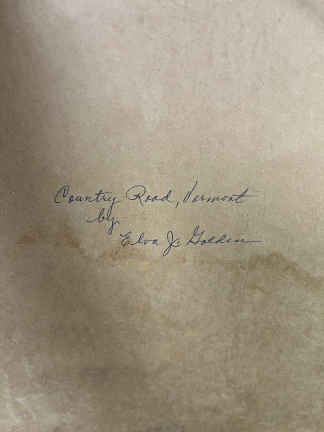 Country Road, Vermont
by
Elva J. Golden